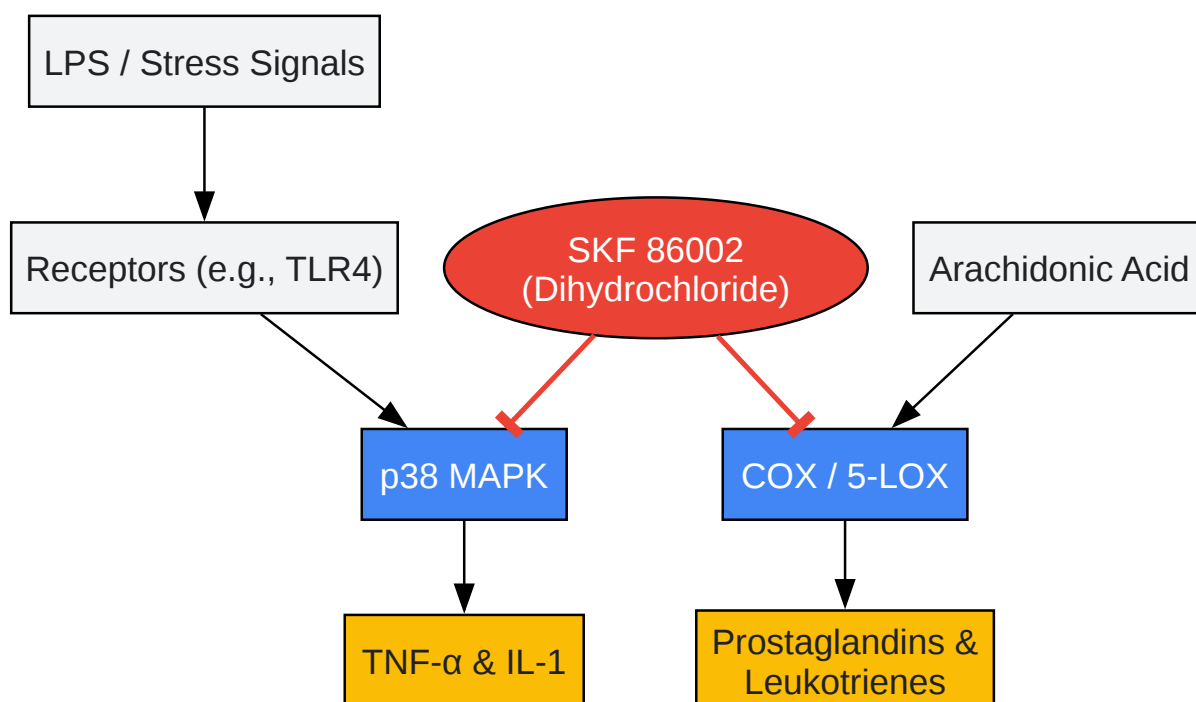 LPS / Stress Signals
Receptors (e.g., TLR4)
SKF 86002
(Dihydrochloride)
Arachidonic Acid
p38 MAPK
COX / 5-LOX
TNF-α & IL-1
Prostaglandins &
Leukotrienes